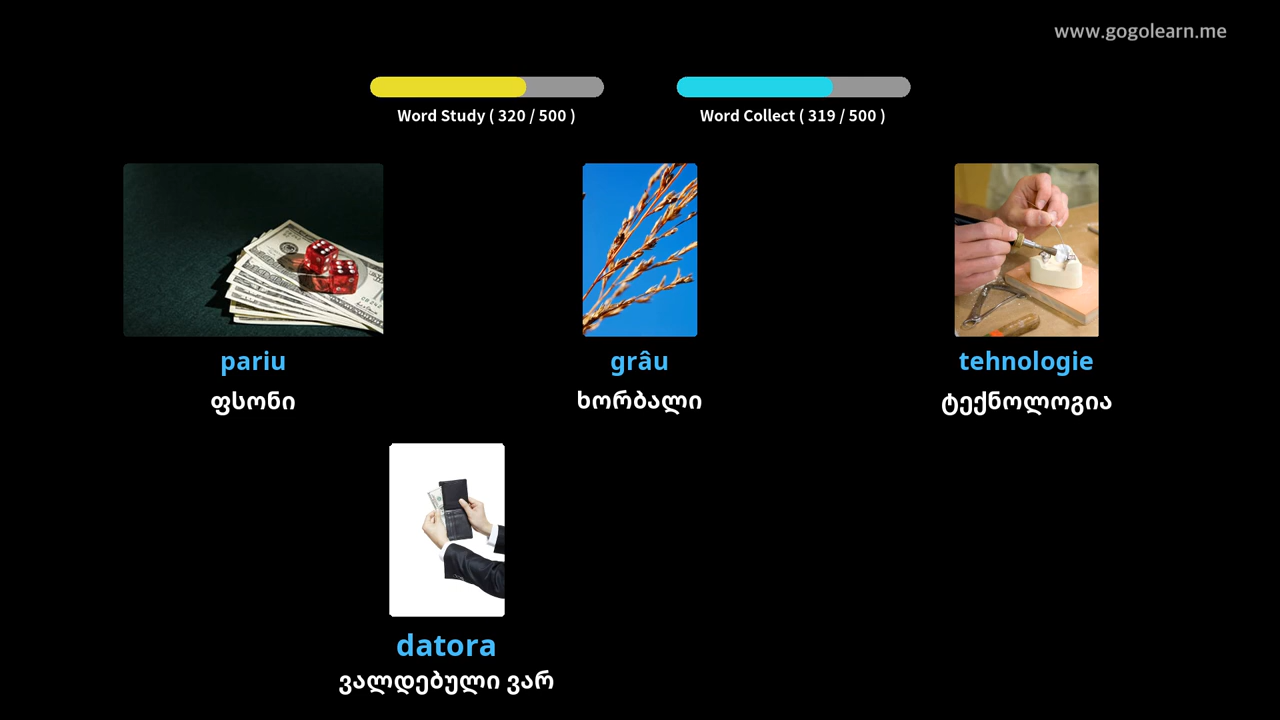 www.gogolearn.me
Word Study ( 320 / 500 )
Word Collect ( 319 / 500 )
pariu
ფსონი
grâu
ხორბალი
tehnologie
ტექნოლოგია
datora
ვალდებული ვარ